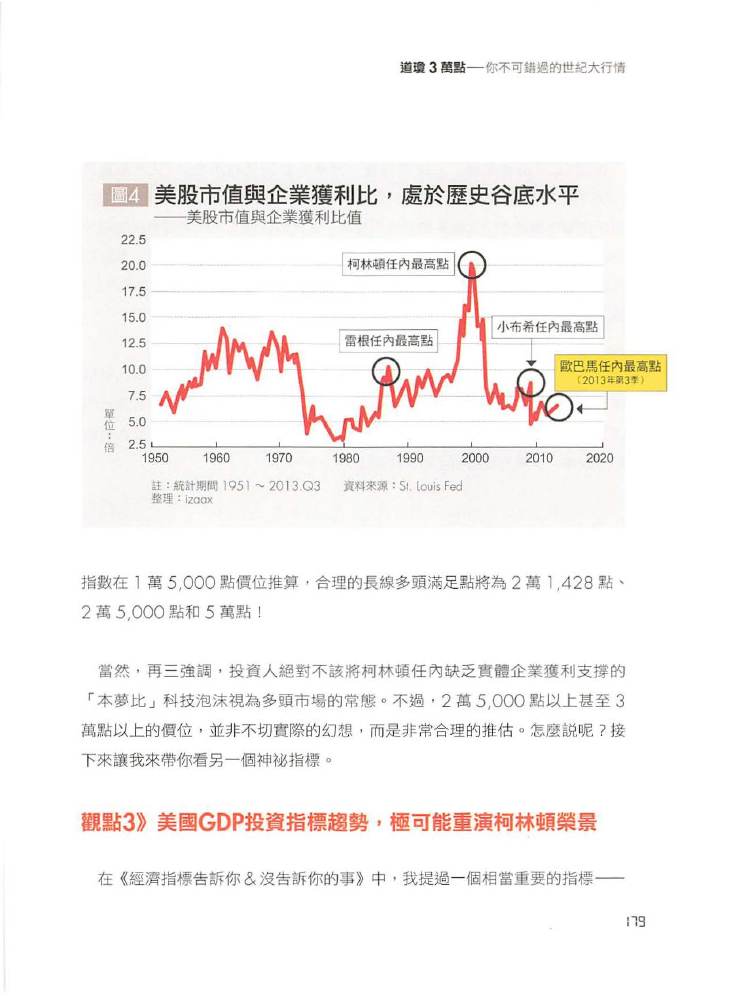 道瓊 3 萬點──你不可錯過的世紀大行情
圖4 美股市值與企業獲利比，處於歷史谷底水平
──美股市值與企業獲利比值
22.5
20.0
17.5
15.0
12.5
10.0
7.5
5.0
2.5
單位：倍
柯林頓任內最高點
小布希任內最高點
雷根任內最高點
歐巴馬任內最高點
（2013年第3季）
1950 1960 1970 1980 1990 2000 2010 2020
註：統計期間 1951 ～ 2013.Q3 資料來源：St. Louis Fed
整理：izaax
指數在 1 萬 5,000 點價位推算，合理的長線多頭滿足點將為 2 萬 1,428 點、
2 萬 5,000 點和 5 萬點！
當然，再三強調，投資人絕對不該將柯林頓任內缺乏實體企業獲利支撐的
「本夢比」科技泡沫視為多頭市場的常態。不過，2 萬 5,000 點以上甚至 3
萬點以上的價位，並非不切實際的幻想，而是非常合理的推估。怎麼說呢？接
下來讓我來帶你看另一個神祕指標。
觀點3》美國GDP投資指標趨勢，極可能重演柯林頓榮景
在《經濟指標告訴你＆沒告訴你的事》中，我提過一個相當重要的指標──
179